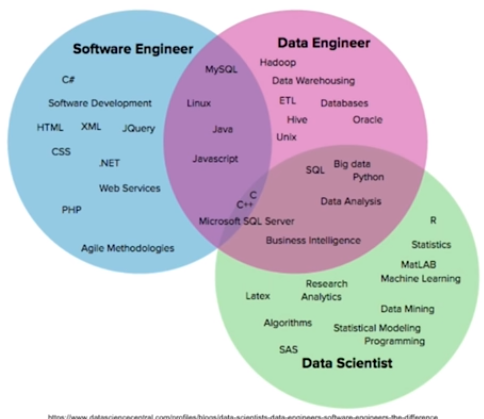 Software Engineer
C#
Software Development
HTML XML JQuery
CSS
.NET
Web Services
PHP
Agile Methodologies
MySQL
Linux
Java
Javascript
C
C++
Microsoft SQL Server
Data Engineer
Hadoop
Data Warehousing
ETL Databases
Hive Oracle
Unix
SQL Big data
Python
Data Analysis
Business Intelligence
R
Statistics
MatLAB
Machine Learning
Research
Latex Analytics
Data Mining
Algorithms Statistical Modeling
Programming
SAS
Data Scientist
https://www.datasciencecentral.com/profiles/blogs/data-scientists-data-engineers-software-engineers-the-difference